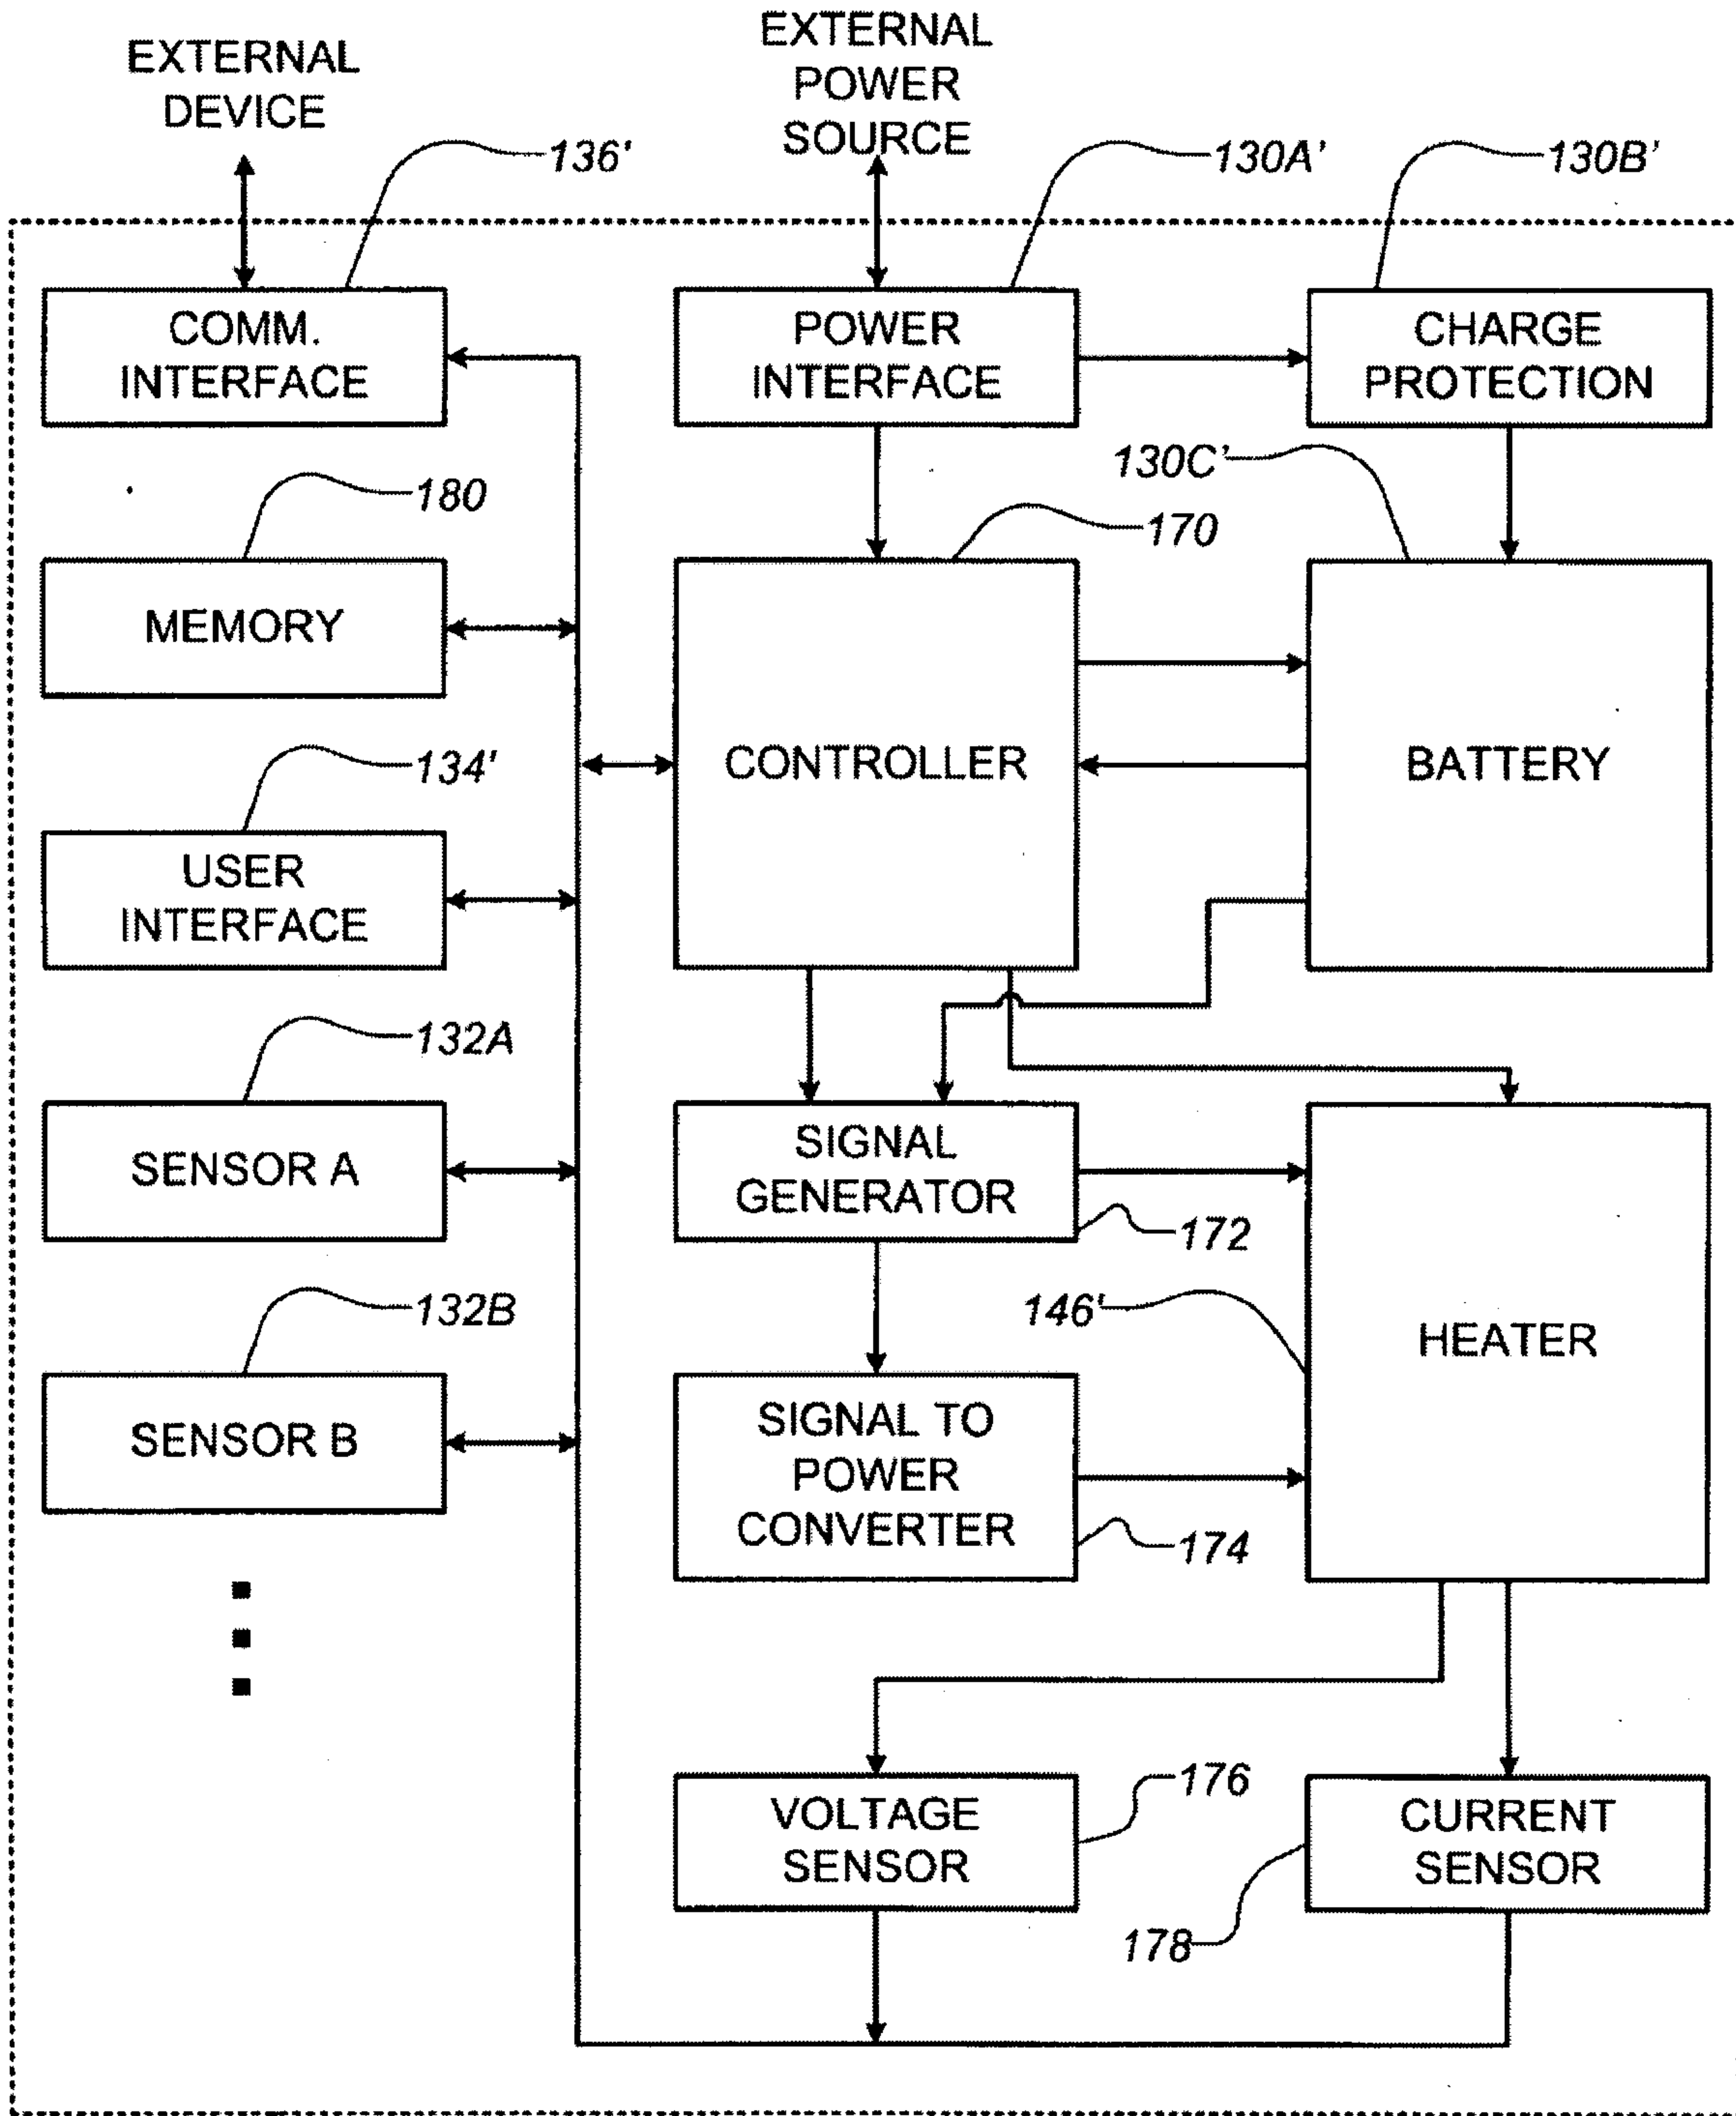 EXTERNAL
DEVICE
EXTERNAL
POWER
SOURCE
136'
130A'
130B'
COMM.
INTERFACE
POWER
INTERFACE
CHARGE
PROTECTION
180
130C'
170
MEMORY
CONTROLLER
BATTERY
134'
USER
INTERFACE
132A
SENSOR A
SIGNAL
GENERATOR
172
132B
146'
HEATER
SENSOR B
SIGNAL TO
POWER
CONVERTER
174
176
VOLTAGE
SENSOR
CURRENT
SENSOR
178